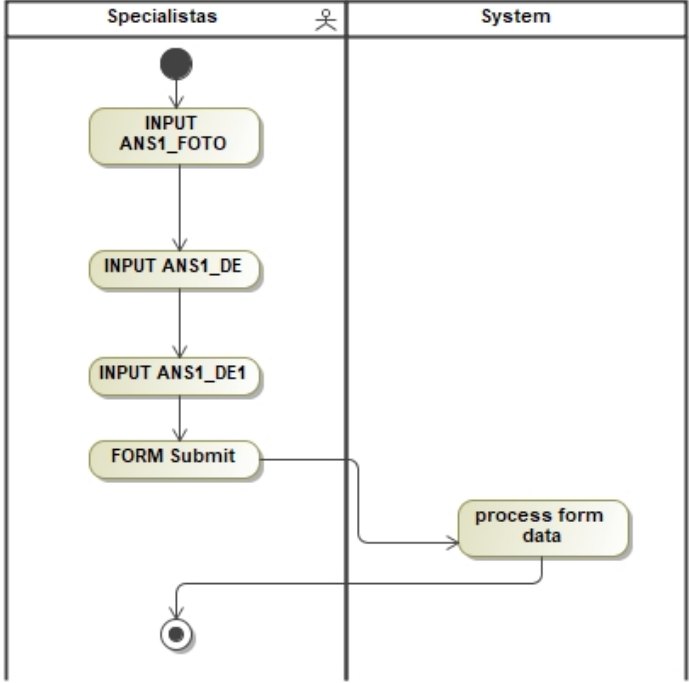 Specialistas
System
INPUT
ANS1_FOTO
INPUT ANS1_DE
INPUT ANS1_DE1
FORM Submit
process form
data